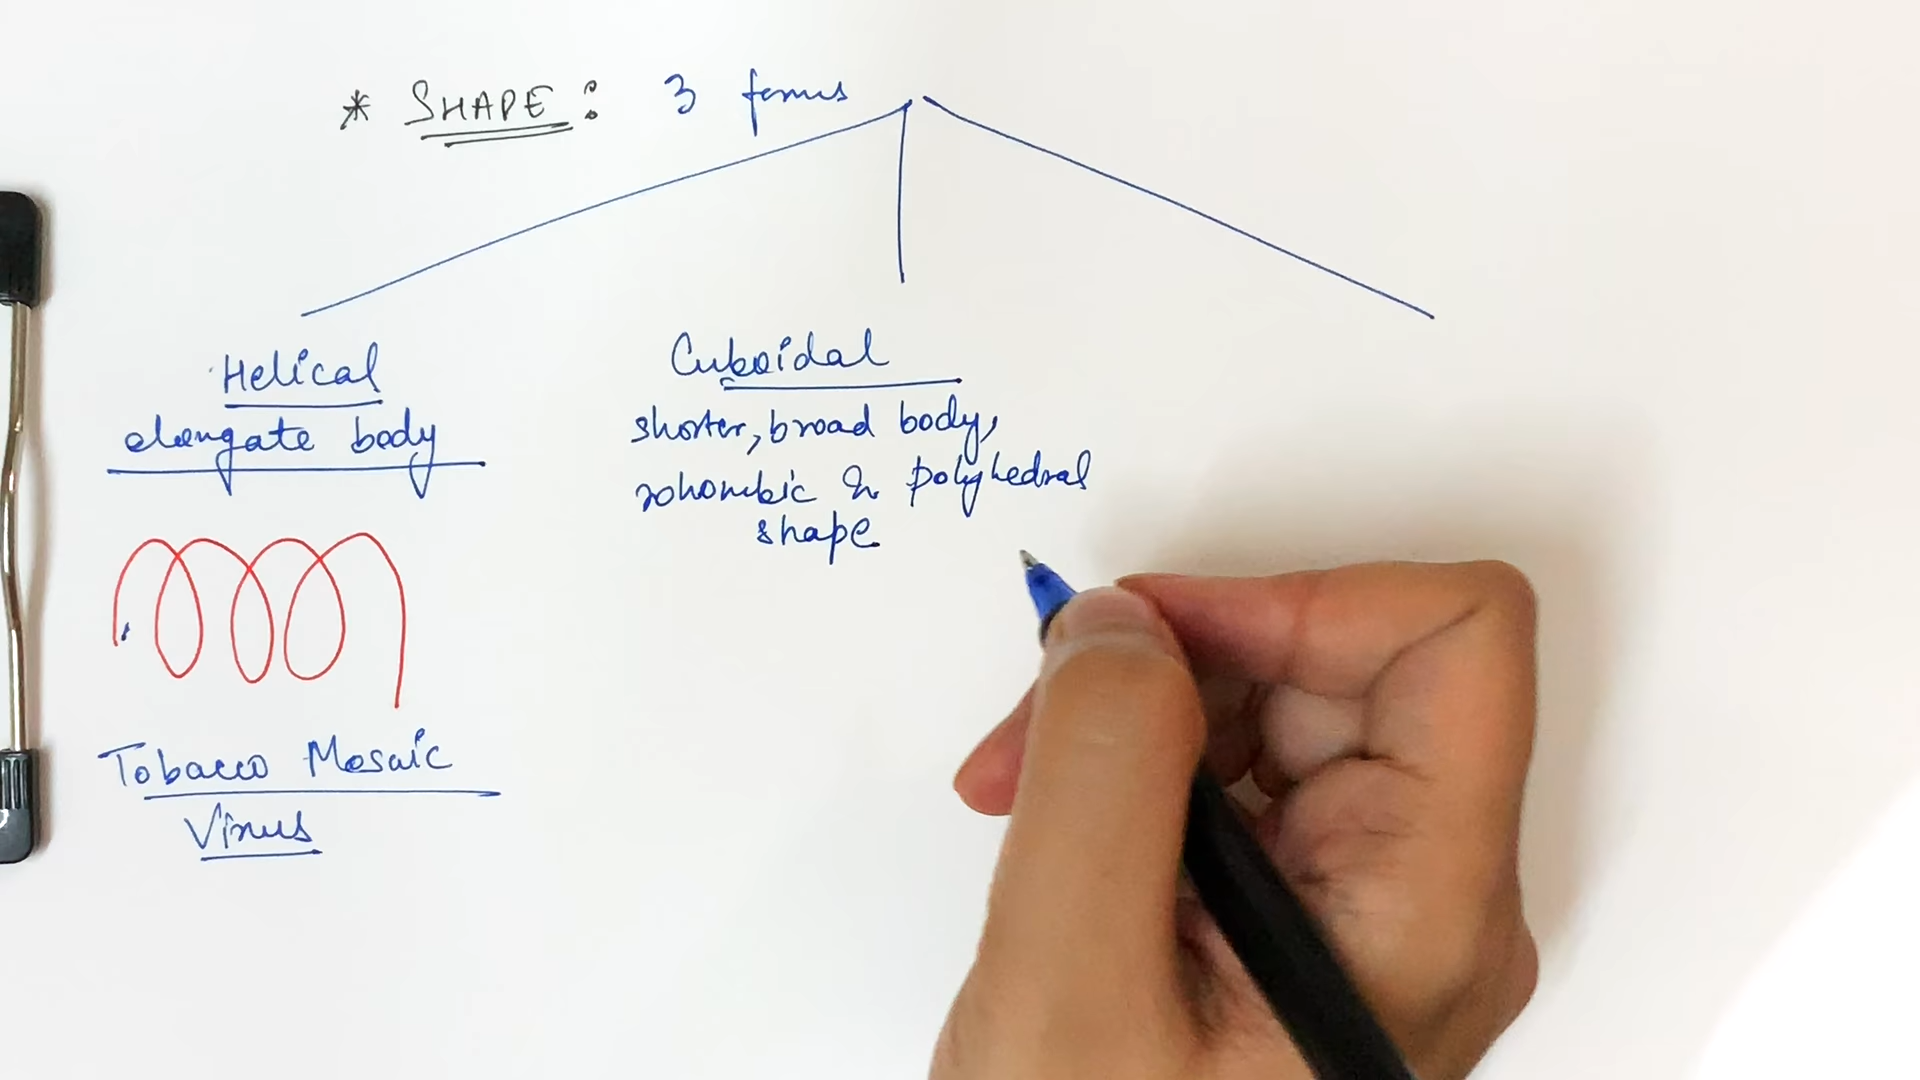 * SHAPE: 3 forms
Helical
elongate body
Tobacco Mosaic
Virus
Cuboidal
shorter, broad body,
rhombic & polyhedral
shape